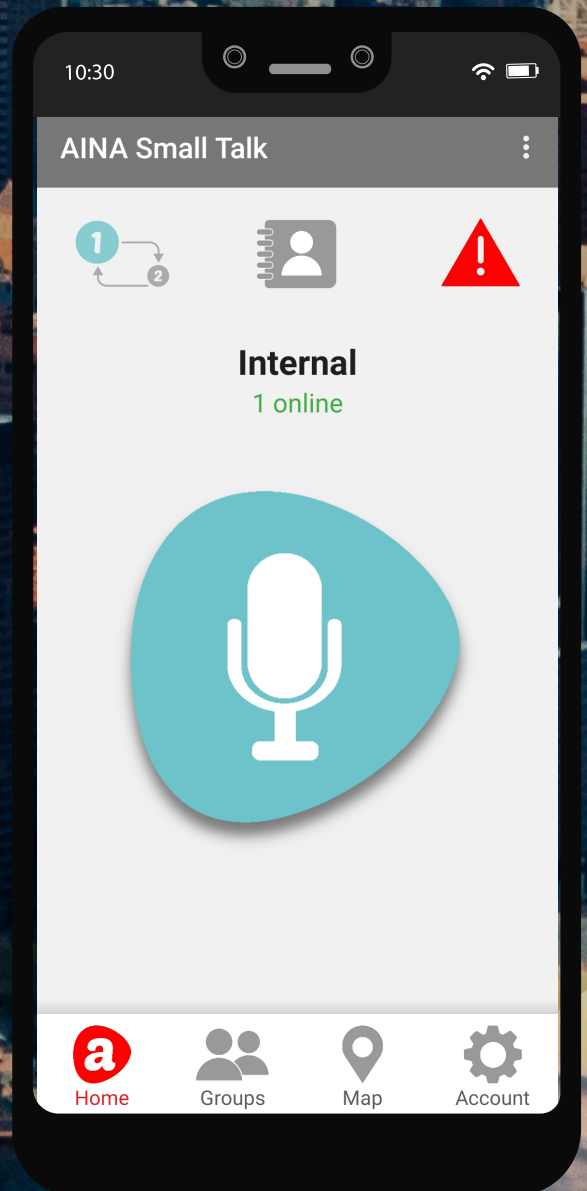 10:30
AINA Small Talk
1
2
Internal
1 online
a
Home
Groups
Map
Account